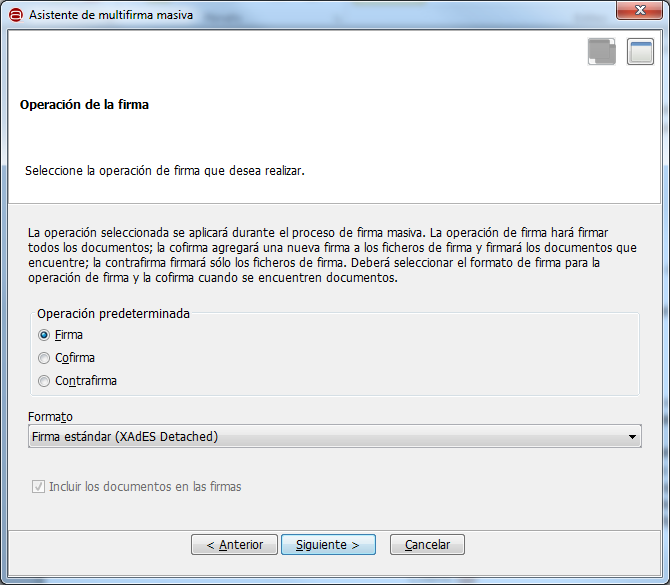 Asistente de multifirma masiva
Operación de la firma
Seleccione la operación de firma que desea realizar.
La operación seleccionada se aplicará durante el proceso de firma masiva. La operación de firma hará firmar
todos los documentos; la cofirma agregará una nueva firma a los ficheros de firma y firmará los documentos que
encuentre; la contrafirma firmará sólo los ficheros de firma. Deberá seleccionar el formato de firma para la
operación de firma y la cofirma cuando se encuentren documentos.
Operación predeterminada
Firma
Cofirma
Contrafirma
Formato
Firma estándar (XAdES Detached)
Incluir los documentos en las firmas
< Anterior
Siguiente >
Cancelar